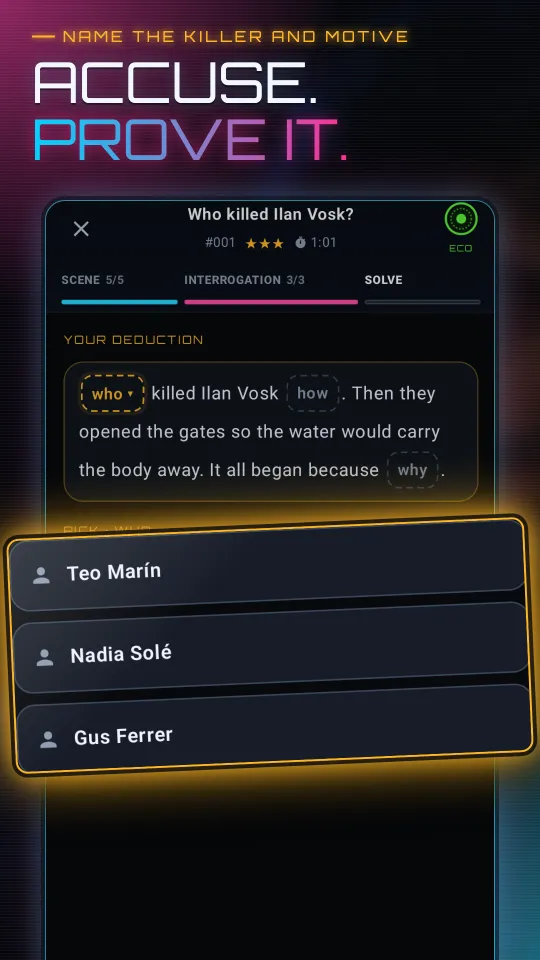 NAME THE KILLER AND MOTIVE
ACCUSE.
PROVE IT.
Who killed Ilan Vosk?
#001 ★★★ 1:01
ECO
SCENE 5/5 INTERROGATION 3/3 SOLVE
YOUR DEDUCTION
who ▾ killed Ilan Vosk how . Then they
opened the gates so the water would carry
the body away. It all began because why .
PICK · WHO
Teo Marín
Nadia Solé
Gus Ferrer